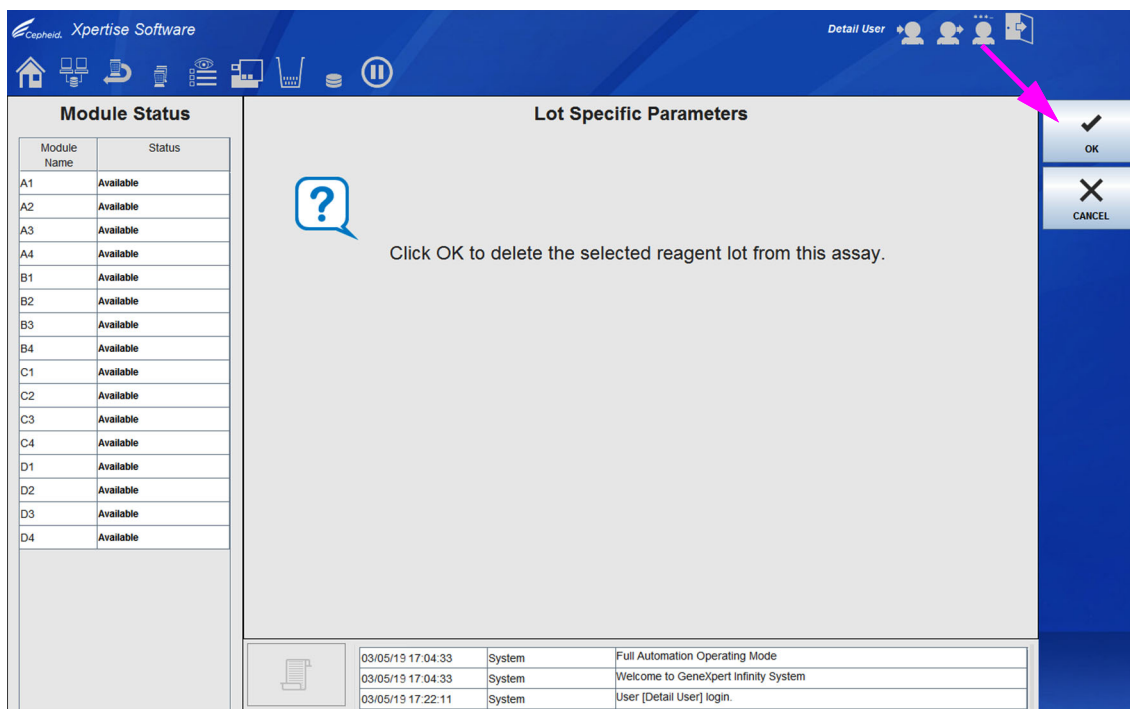 Cepheid. Xpertise Software
Detail User
Module Status
Module Name Status
A1 Available
A2 Available
A3 Available
A4 Available
B1 Available
B2 Available
B3 Available
B4 Available
C1 Available
C2 Available
C3 Available
C4 Available
D1 Available
D2 Available
D3 Available
D4 Available
Lot Specific Parameters
?
Click OK to delete the selected reagent lot from this assay.
OK
CANCEL
03/05/19 17:04:33 System Full Automation Operating Mode
03/05/19 17:04:33 System Welcome to GeneXpert Infinity System
03/05/19 17:22:11 System User [Detail User] login.